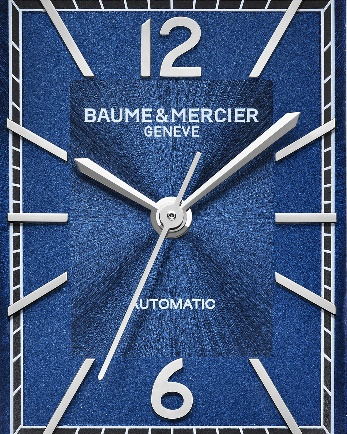 12
BAUME & MERCIER
GENEVE
AUTOMATIC
6